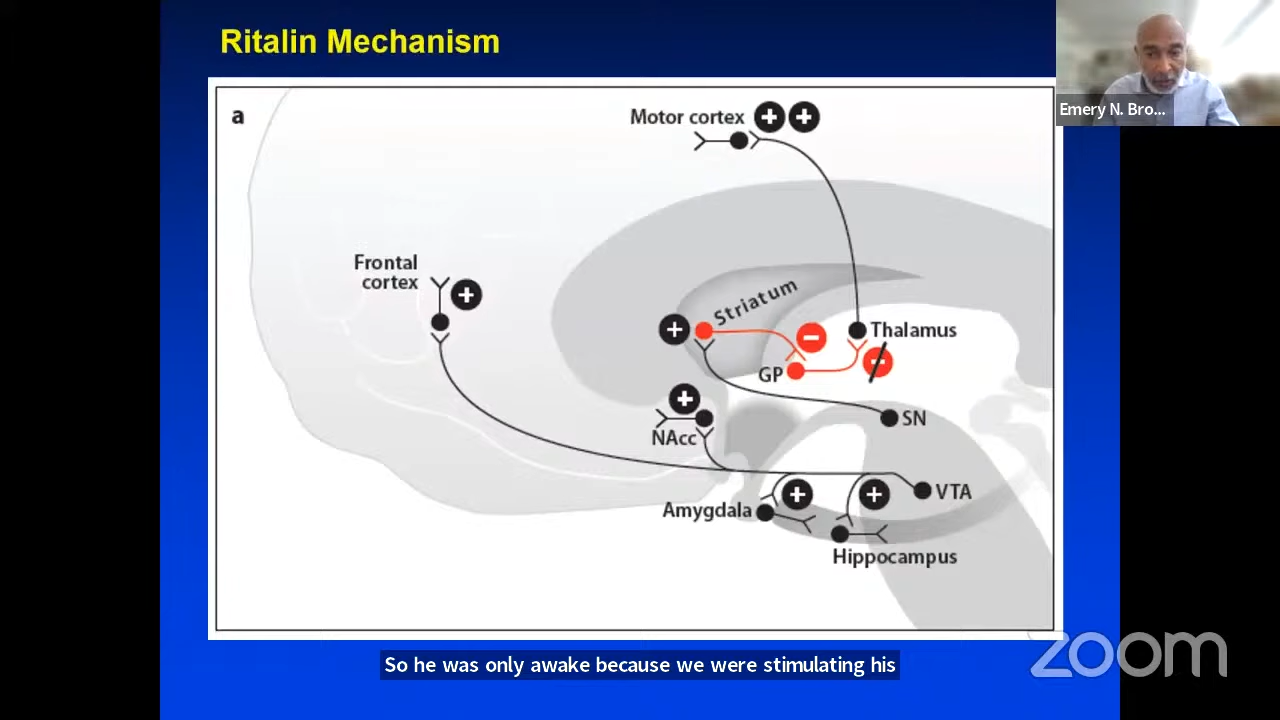 Ritalin Mechanism
Emery N. Bro...
a
Motor cortex
Frontal
cortex
Striatum
Thalamus
GP
SN
NAcc
VTA
Amygdala
Hippocampus
zoom
So he was only awake because we were stimulating his